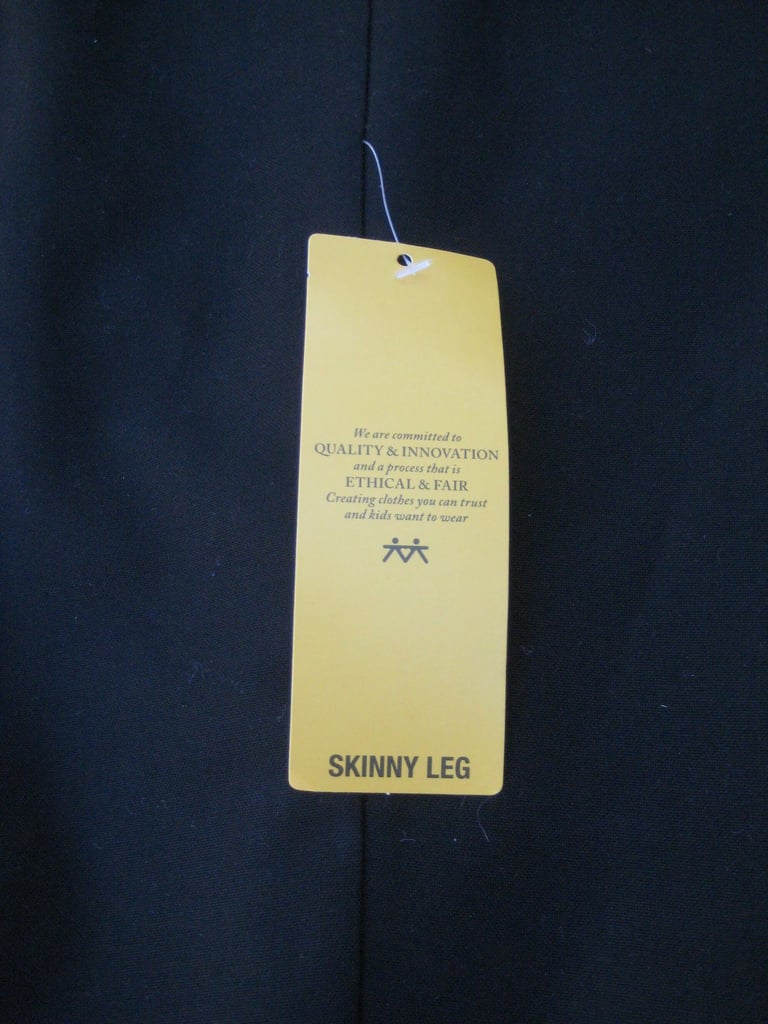 We are committed to
QUALITY & INNOVATION
and a process that is
ETHICAL & FAIR
Creating clothes you can trust
and kids want to wear
SKINNY LEG